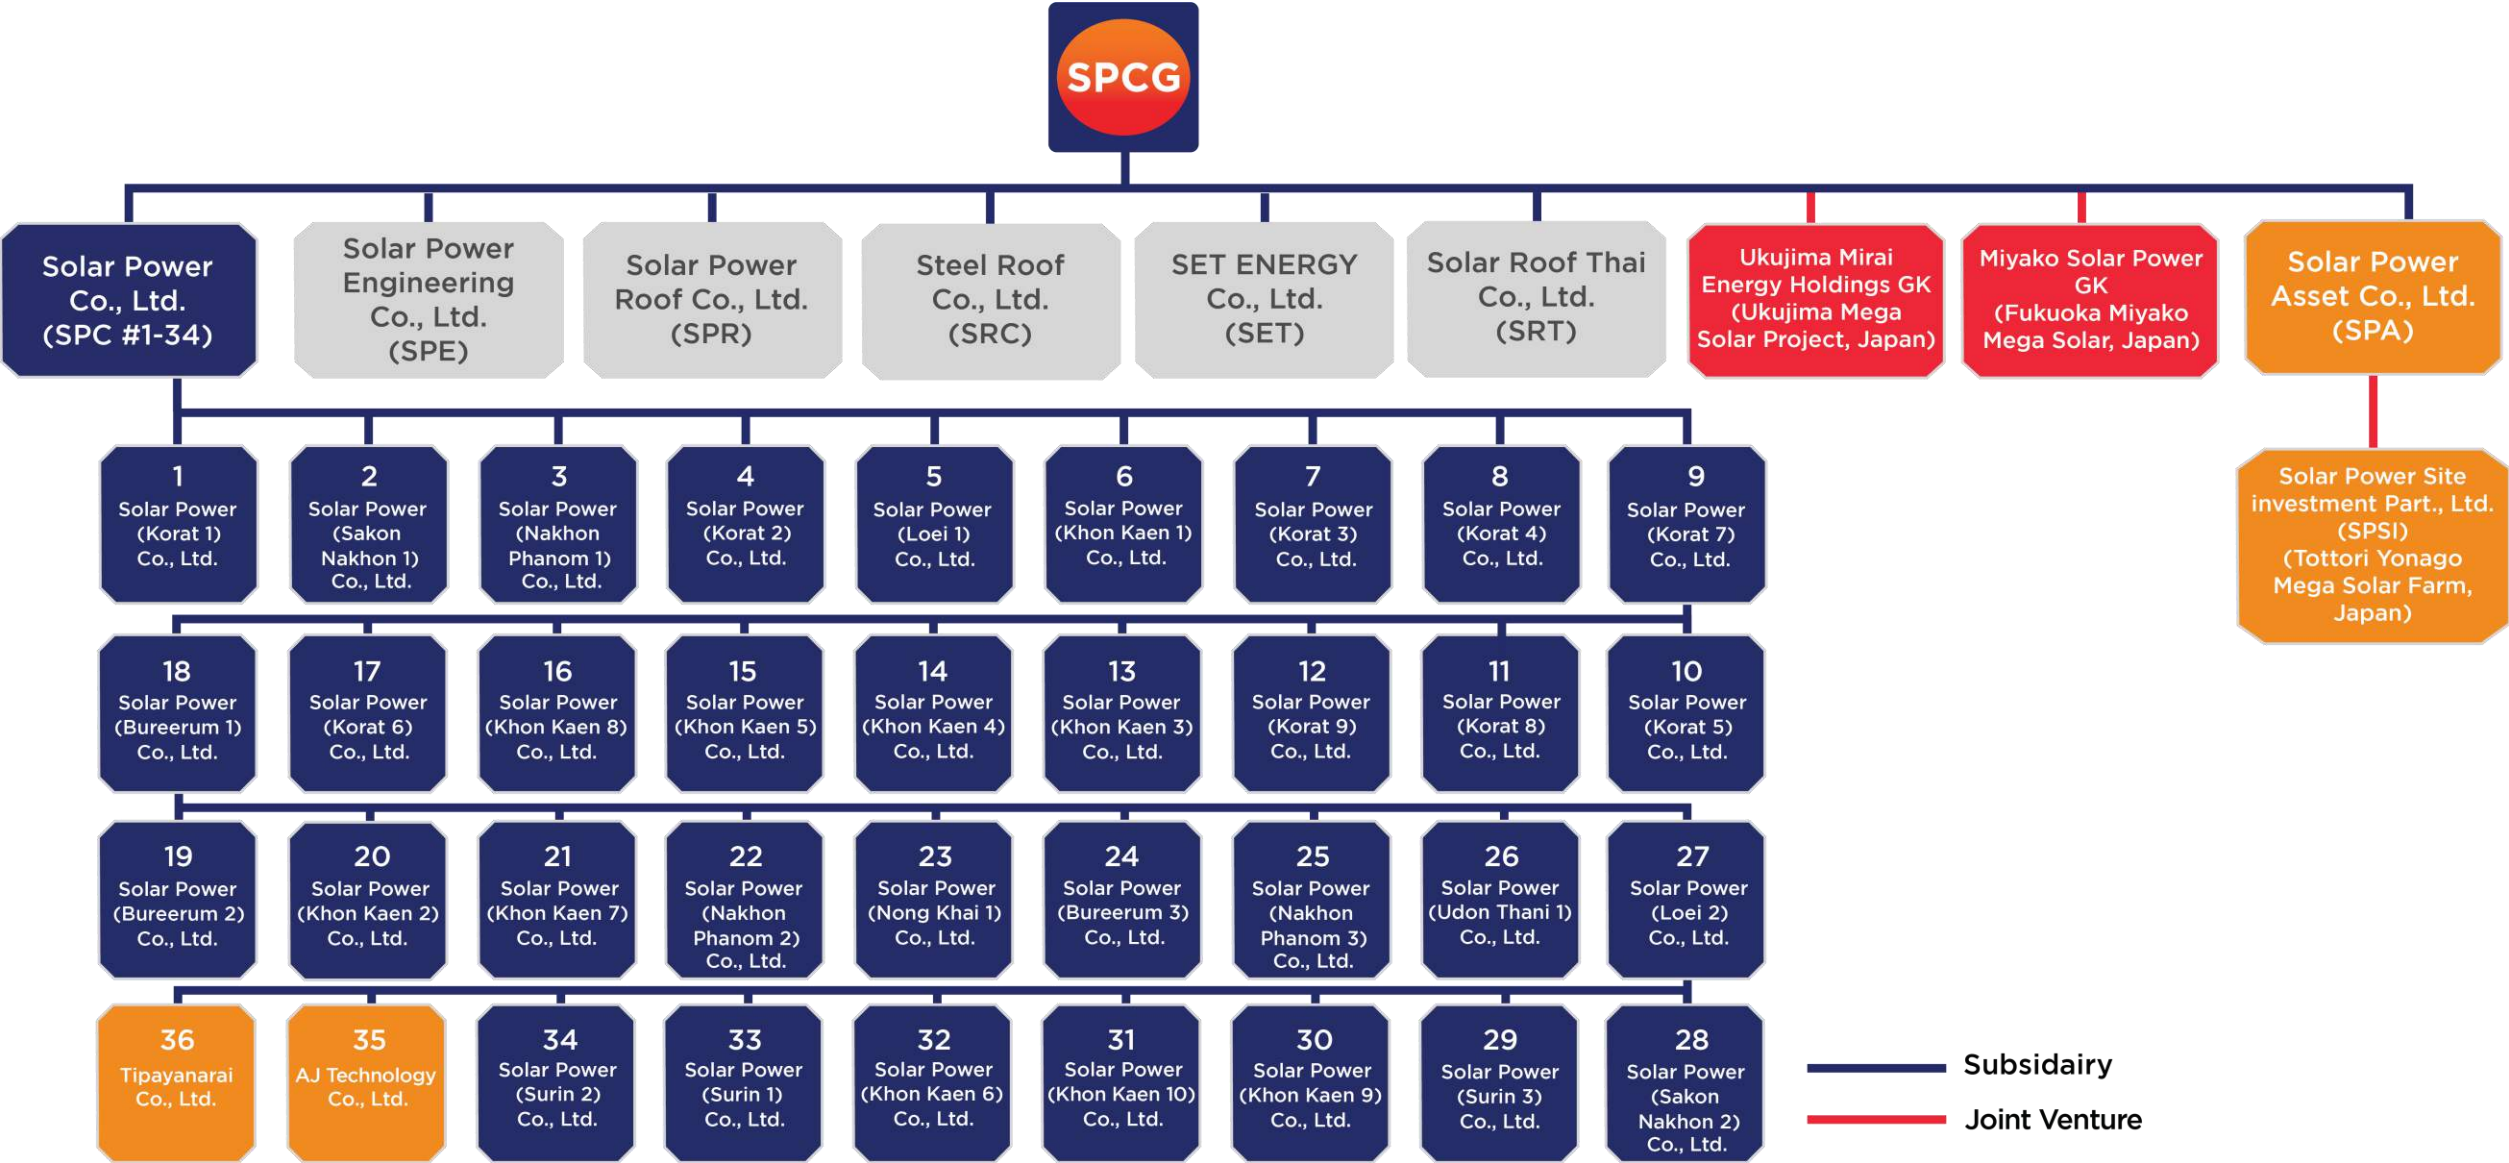 SPCG
Solar Power
Co., Ltd.
(SPC #1-34)
Solar Power
Engineering
Co., Ltd.
(SPE)
Solar Power
Roof Co., Ltd.
(SPR)
Steel Roof
Co., Ltd.
(SRC)
SET ENERGY
Co., Ltd.
(SET)
Solar Roof Thai
Co., Ltd.
(SRT)
Ukujima Mirai
Energy Holdings GK
(Ukujima Mega
Solar Project, Japan)
Miyako Solar Power
GK
(Fukuoka Miyako
Mega Solar, Japan)
Solar Power
Asset Co., Ltd.
(SPA)
1
Solar Power
(Korat 1)
Co., Ltd.
2
Solar Power
(Sakon
Nakhon 1)
Co., Ltd.
3
Solar Power
(Nakhon
Phanom 1)
Co., Ltd.
4
Solar Power
(Korat 2)
Co., Ltd.
5
Solar Power
(Loei 1)
Co., Ltd.
6
Solar Power
(Khon Kaen 1)
Co., Ltd.
7
Solar Power
(Korat 3)
Co., Ltd.
8
Solar Power
(Korat 4)
Co., Ltd.
9
Solar Power
(Korat 7)
Co., Ltd.
Solar Power Site
investment Part., Ltd.
(SPSI)
(Tottori Yonago
Mega Solar Farm,
Japan)
18
Solar Power
(Bureerum 1)
Co., Ltd.
17
Solar Power
(Korat 6)
Co., Ltd.
16
Solar Power
(Khon Kaen 8)
Co., Ltd.
15
Solar Power
(Khon Kaen 5)
Co., Ltd.
14
Solar Power
(Khon Kaen 4)
Co., Ltd.
13
Solar Power
(Khon Kaen 3)
Co., Ltd.
12
Solar Power
(Korat 9)
Co., Ltd.
11
Solar Power
(Korat 8)
Co., Ltd.
10
Solar Power
(Korat 5)
Co., Ltd.
19
Solar Power
(Bureerum 2)
Co., Ltd.
20
Solar Power
(Khon Kaen 2)
Co., Ltd.
21
Solar Power
(Khon Kaen 7)
Co., Ltd.
22
Solar Power
(Nakhon
Phanom 2)
Co., Ltd.
23
Solar Power
(Nong Khai 1)
Co., Ltd.
24
Solar Power
(Bureerum 3)
Co., Ltd.
25
Solar Power
(Nakhon
Phanom 3)
Co., Ltd.
26
Solar Power
(Udon Thani 1)
Co., Ltd.
27
Solar Power
(Loei 2)
Co., Ltd.
36
Tipayanarai
Co., Ltd.
35
AJ Technology
Co., Ltd.
34
Solar Power
(Surin 2)
Co., Ltd.
33
Solar Power
(Surin 1)
Co., Ltd.
32
Solar Power
(Khon Kaen 6)
Co., Ltd.
31
Solar Power
(Khon Kaen 10)
Co., Ltd.
30
Solar Power
(Khon Kaen 9)
Co., Ltd.
29
Solar Power
(Surin 3)
Co., Ltd.
28
Solar Power
(Sakon
Nakhon 2)
Co., Ltd.
Subsidairy
Joint Venture